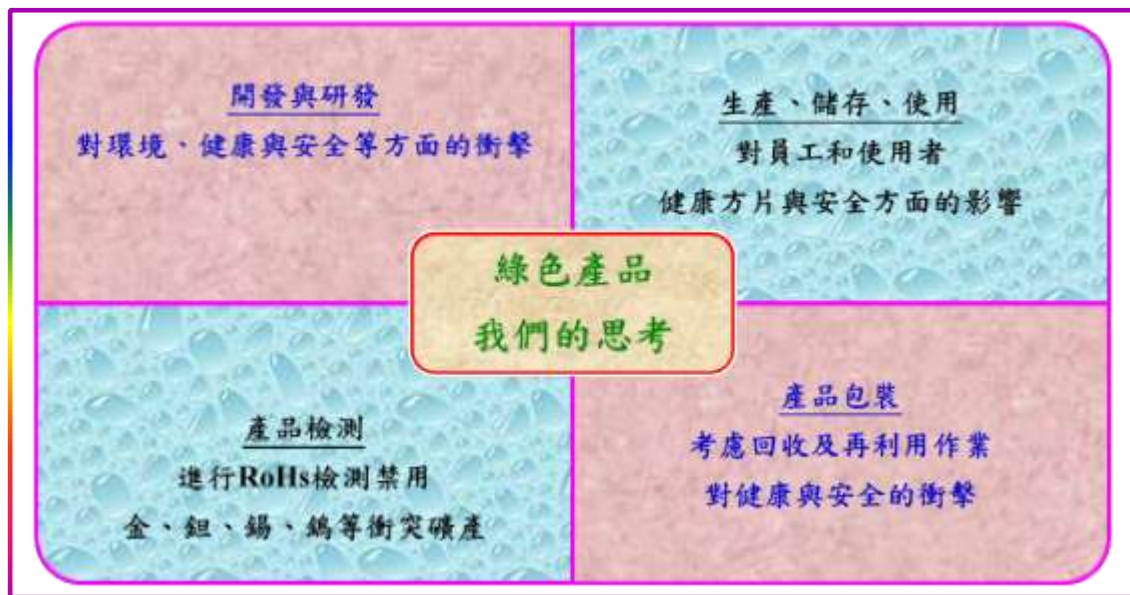 開發與研發
對環境、健康與安全等方面的衝擊
生產、儲存、使用
對員工和使用者
健康方片與安全方面的影響
綠色產品
我們的思考
產品檢測
進行RoHs檢測禁用
金、鉭、錫、鎢等衝突礦產
產品包裝
考慮回收及再利用作業
對健康與安全的衝擊